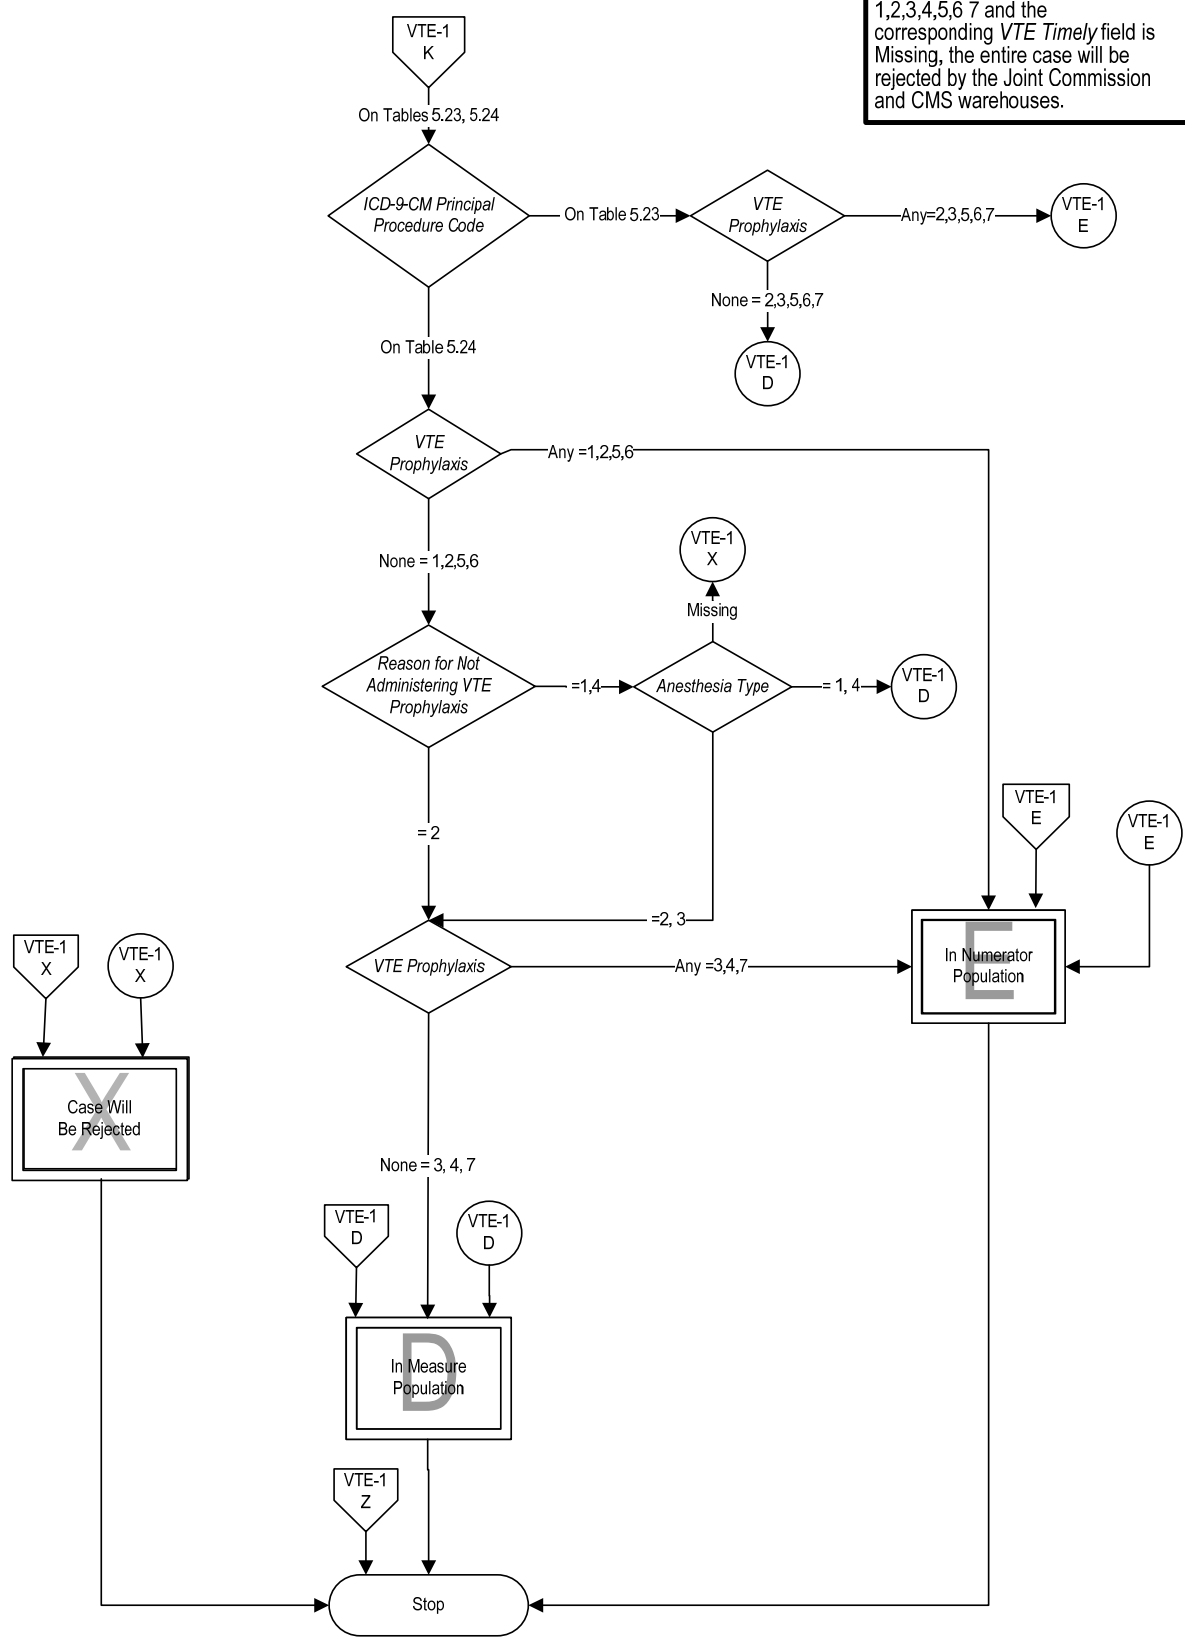 1,2,3,4,5,6 7 and the
corresponding VTE Timely field is
Missing, the entire case will be
rejected by the Joint Commission
and CMS warehouses.
VTE-1
K
On Tables 5.23, 5.24
ICD-9-CM Principal
Procedure Code
On Table 5.23
VTE
Prophylaxis
Any=2,3,5,6,7
VTE-1
E
None = 2,3,5,6,7
VTE-1
D
On Table 5.24
VTE
Prophylaxis
Any =1,2,5,6
None = 1,2,5,6
VTE-1
X
Missing
Reason for Not
Administering VTE
Prophylaxis
=1,4
Anesthesia Type
= 1, 4
VTE-1
D
= 2
=2, 3
VTE-1
E
VTE-1
E
VTE Prophylaxis
Any =3,4,7
E
In Numerator
Population
VTE-1
X
VTE-1
X
X
Case Will
Be Rejected
None = 3, 4, 7
VTE-1
D
VTE-1
D
D
In Measure
Population
VTE-1
Z
Stop